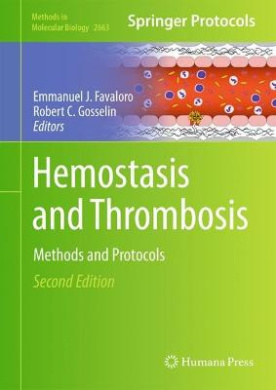 Methods in
Molecular Biology 2663
Springer Protocols
Emmanuel J. Favaloro
Robert C. Gosselin
Editors
Hemostasis
and Thrombosis
Methods and Protocols
Second Edition
Humana Press